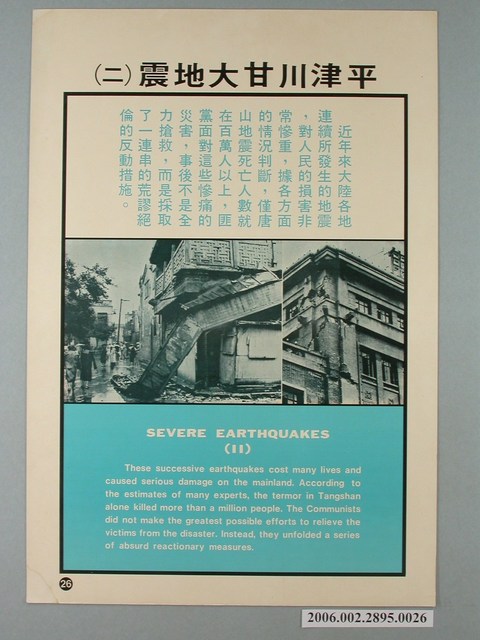 平津川甘大地震（二）
近年來大陸各地
連續所發生的地震
，對人民的損害非
常慘重，據各方面
的情況判斷，僅唐
山地震死亡人數就
在百萬人以上，匪
黨面對這些慘痛的
災害，事後不是全
力搶救，而是採取
了一連串的荒謬絕
倫的反動措施。
SEVERE EARTHQUAKES
(II)
These successive earthquakes cost many lives and
caused serious damage on the mainland. According to
the estimates of many experts, the termor in Tangshan
alone killed more than a million people. The Communists
did not make the greatest possible efforts to relieve the
victims from the disaster. Instead, they unfolded a series
of absurd reactionary measures.
26
2006.002.2895.0026